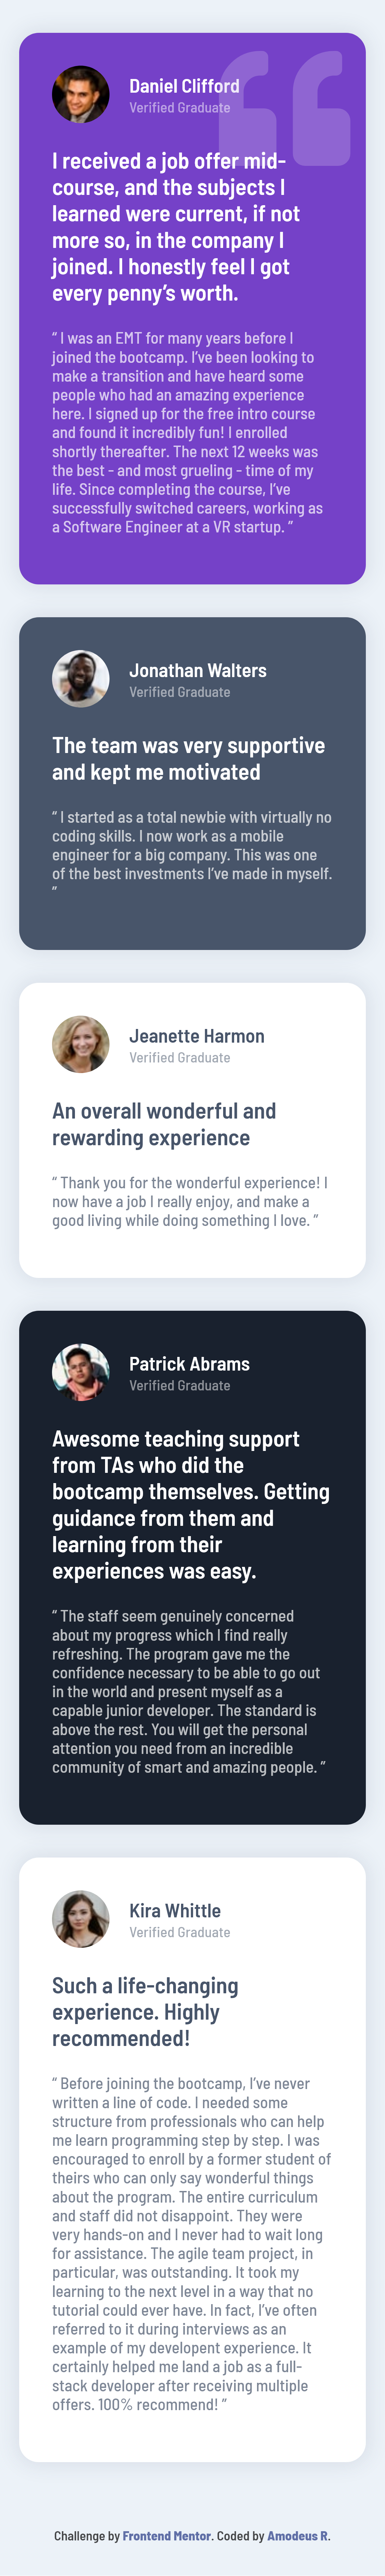 Daniel Clifford
Verified Graduate
I received a job offer mid-
course, and the subjects I
learned were current, if not
more so, in the company I
joined. I honestly feel I got
every penny’s worth.
“ I was an EMT for many years before I
joined the bootcamp. I’ve been looking to
make a transition and have heard some
people who had an amazing experience
here. I signed up for the free intro course
and found it incredibly fun! I enrolled
shortly thereafter. The next 12 weeks was
the best - and most grueling - time of my
life. Since completing the course, I’ve
successfully switched careers, working as
a Software Engineer at a VR startup. ”
Jonathan Walters
Verified Graduate
The team was very supportive
and kept me motivated
“ I started as a total newbie with virtually no
coding skills. I now work as a mobile
engineer for a big company. This was one
of the best investments I’ve made in myself.
”
Jeanette Harmon
Verified Graduate
An overall wonderful and
rewarding experience
“ Thank you for the wonderful experience! I
now have a job I really enjoy, and make a
good living while doing something I love. ”
Patrick Abrams
Verified Graduate
Awesome teaching support
from TAs who did the
bootcamp themselves. Getting
guidance from them and
learning from their
experiences was easy.
“ The staff seem genuinely concerned
about my progress which I find really
refreshing. The program gave me the
confidence necessary to be able to go out
in the world and present myself as a
capable junior developer. The standard is
above the rest. You will get the personal
attention you need from an incredible
community of smart and amazing people. ”
Kira Whittle
Verified Graduate
Such a life-changing
experience. Highly
recommended!
“ Before joining the bootcamp, I’ve never
written a line of code. I needed some
structure from professionals who can help
me learn programming step by step. I was
encouraged to enroll by a former student of
theirs who can only say wonderful things
about the program. The entire curriculum
and staff did not disappoint. They were
very hands-on and I never had to wait long
for assistance. The agile team project, in
particular, was outstanding. It took my
learning to the next level in a way that no
tutorial could ever have. In fact, I’ve often
referred to it during interviews as an
example of my developent experience. It
certainly helped me land a job as a full-
stack developer after receiving multiple
offers. 100% recommend! ”
Challenge by Frontend Mentor. Coded by Amodeus R.